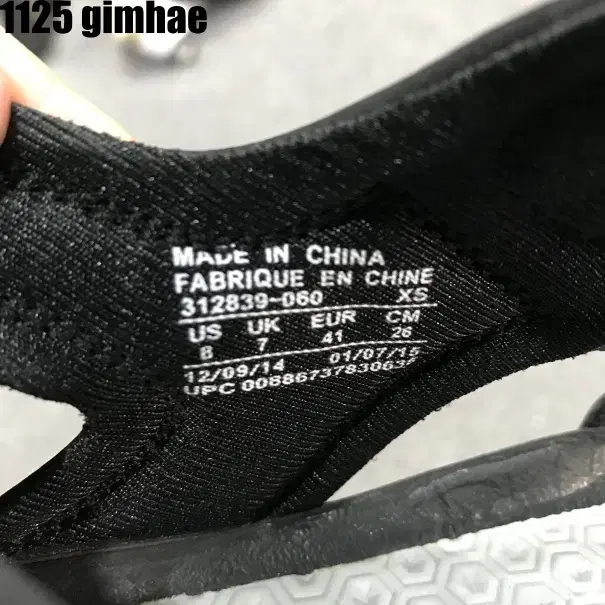 1125 gimhae
MADE IN CHINA
FABRIQUE EN CHINE
312839-060 XS
US UK EUR CM
8 7 41 26
12/09/14 01/07/15
UPC